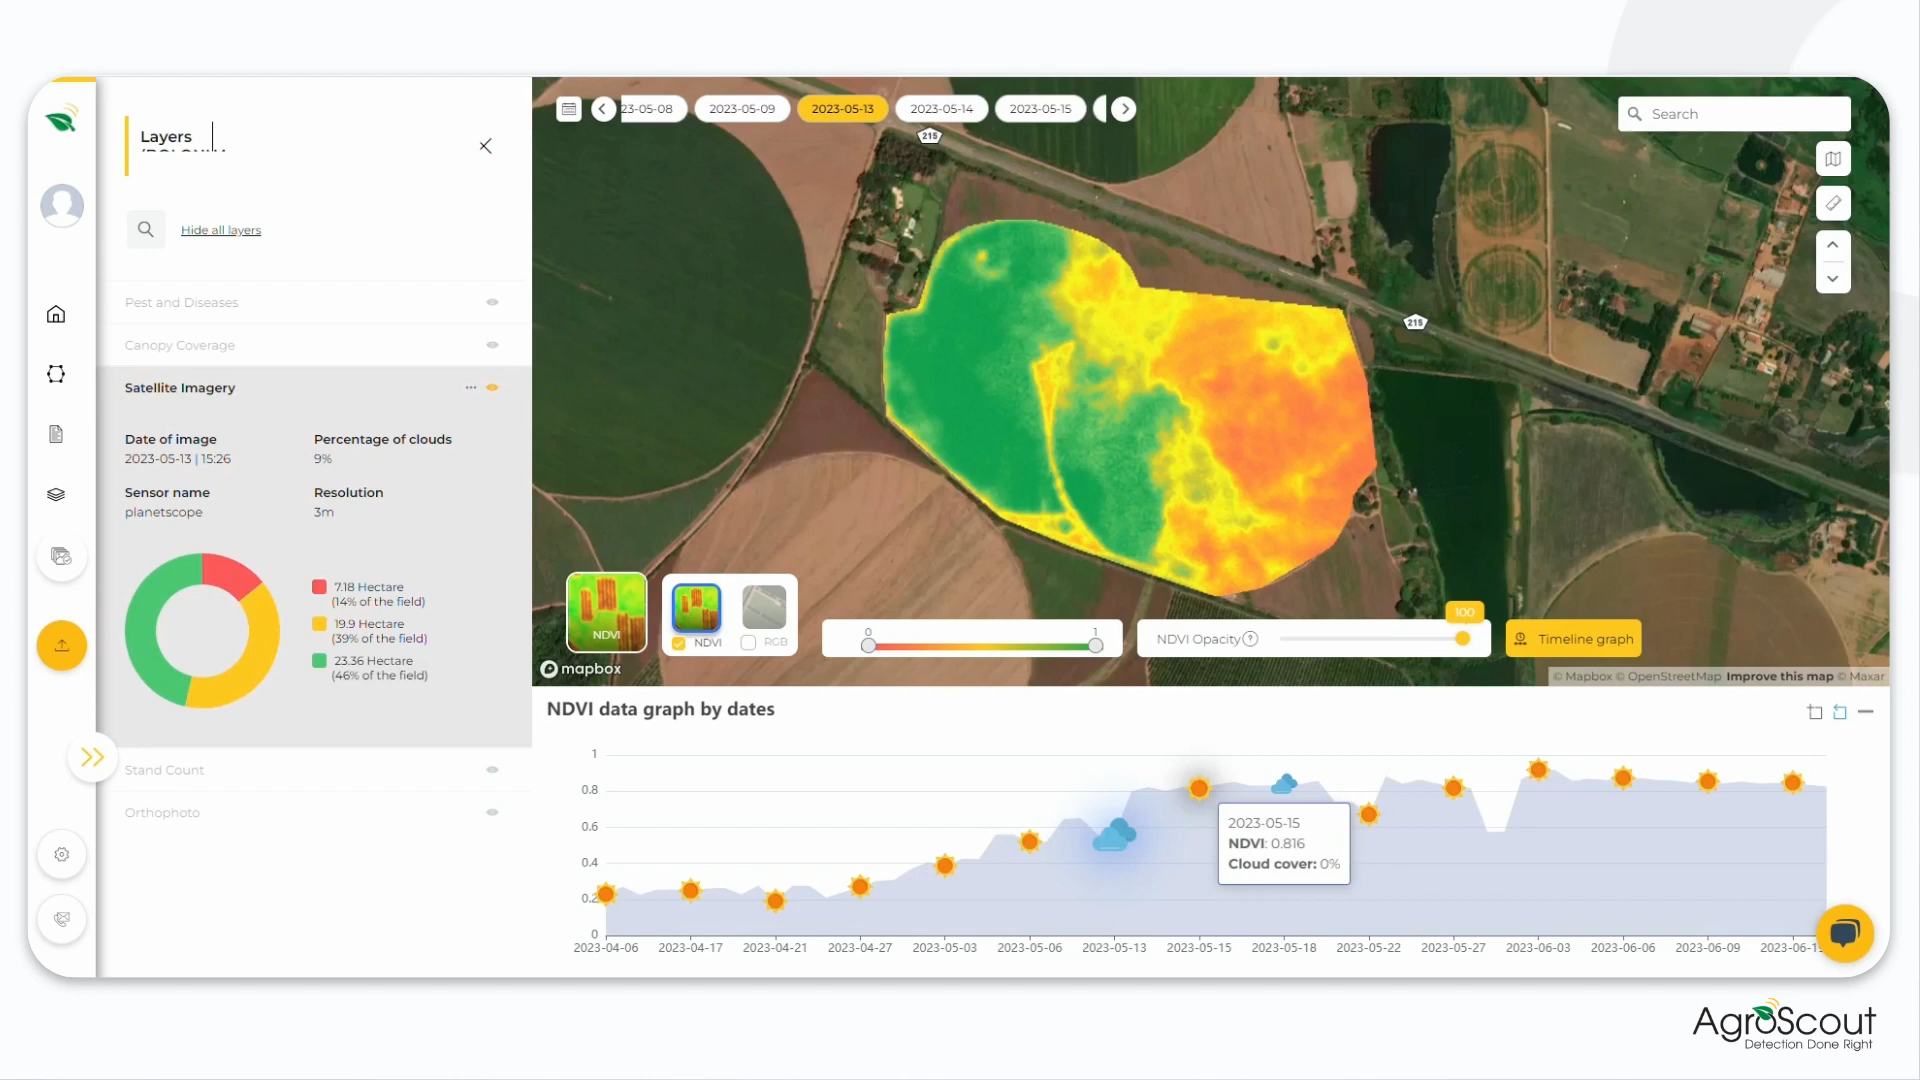 Layers
Hide all layers
Pest and Diseases
Canopy Coverage
Satellite Imagery
Date of image
2023-05-13 | 15:26
Percentage of clouds
9%
Sensor name
planetscope
Resolution
3m
7.18 Hectare
(14% of the field)
19.9 Hectare
(39% of the field)
23.36 Hectare
(46% of the field)
Stand Count
Orthophoto
23-05-08
2023-05-09
2023-05-13
2023-05-14
2023-05-15
Search
215
215
NDVI
NDVI
RGB
0
1
NDVI Opacity ?
100
Timeline graph
mapbox
© Mapbox © OpenStreetMap Improve this map © Maxar
NDVI data graph by dates
1
0.8
0.6
0.4
0.2
0
2023-05-15
NDVI: 0.816
Cloud cover: 0%
2023-04-06
2023-04-17
2023-04-21
2023-04-27
2023-05-03
2023-05-06
2023-05-13
2023-05-15
2023-05-18
2023-05-22
2023-05-27
2023-06-03
2023-06-06
2023-06-09
AgroScout
Detection Done Right